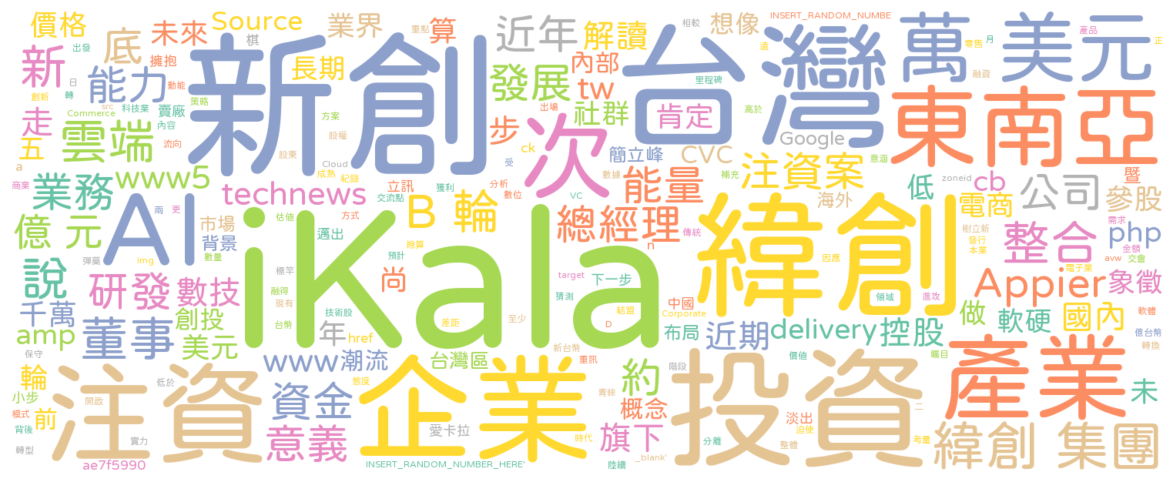 價格
Source
業界
近年
解讀
想像
INSERT_RANDOM_NUMBE
萬 美元
底
未來
棋
算
新創
台灣
新
擁抱
長期
內部
能力
發展
tw
社群
肯定
東南亞
走
五
雲端
賣廠
科技業
Commerce
步
次
Google
簡立峰
CVC
注資案
業務
www5
technews
立訊
能量
海外
低
cb
公司
參股
暨
電商
億 元
AI
市場
背景
iKala
B 輪
總經理
緯創
整合
php
說
研發
數技
邁出
尚
Appier
象徵
千萬
創投
年
href
下一步
target
中國
布局
近期
delivery
控股
做
軟硬
國內
amp
董事
美元
www
潮流
台灣區
Corporate
輪
注資
資金
企業
約
投資
產業
未
前
意義
愛卡拉
概念
旗下
淡出
緯創 集團
ae7f5990
INSERT_RANDOM_NUMBER_HERE'
_blank'
zoneid
Cloud
VC
img
src
ck